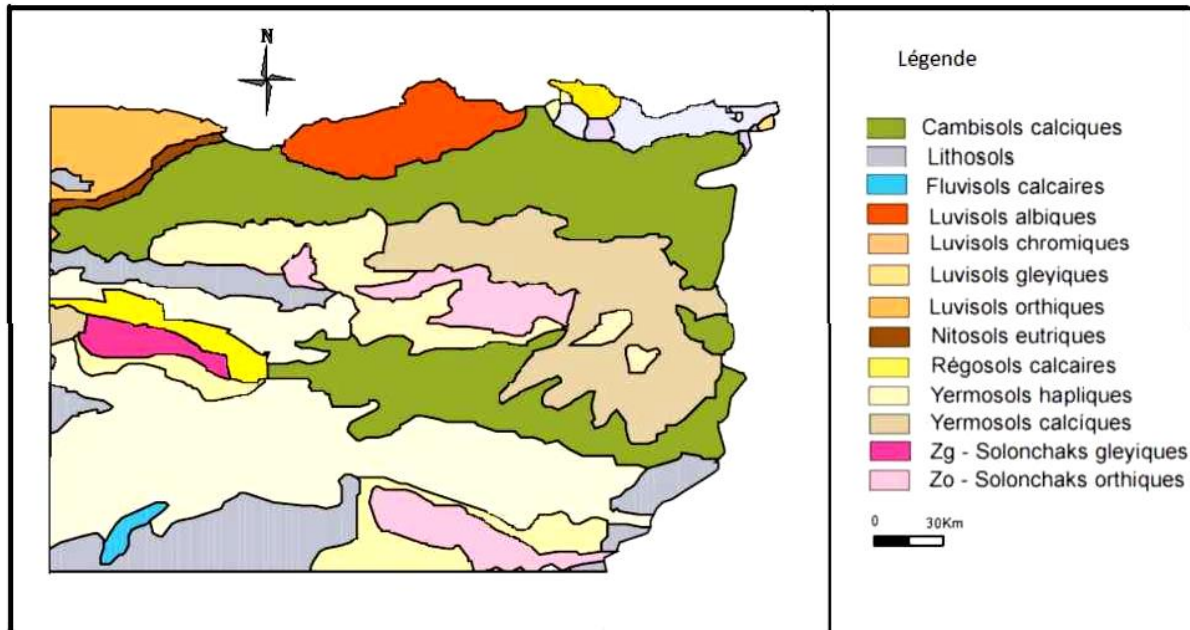 N
Légende
Cambisols calciques
Lithosols
Fluvisols calcaires
Luvisols albiques
Luvisols chromiques
Luvisols gleyiques
Luvisols orthiques
Nitosols eutriques
Régosols calcaires
Yermosols hapliques
Yermosols calciques
Zg - Solonchaks gleyiques
Zo - Solonchaks orthiques
0 30Km